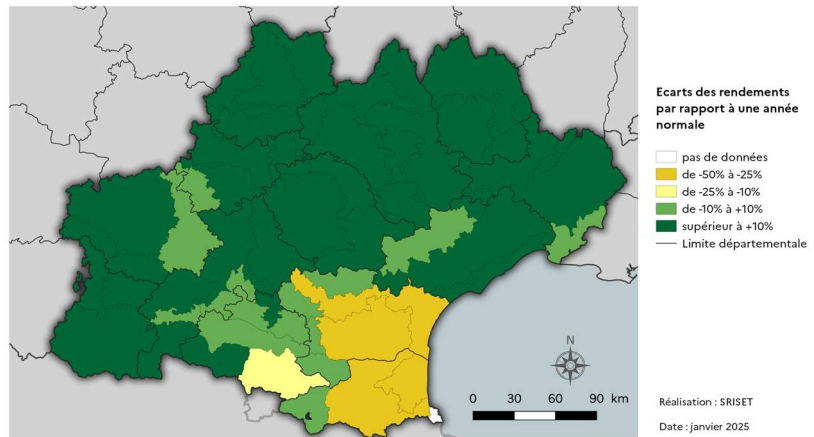 Ecarts des rendements
par rapport à une année
normale
pas de données
de -50% à -25%
de -25% à -10%
de -10% à +10%
supérieur à +10%
Limite départementale
N
0 30 60 90 km
Réalisation : SRISET
Date : janvier 2025